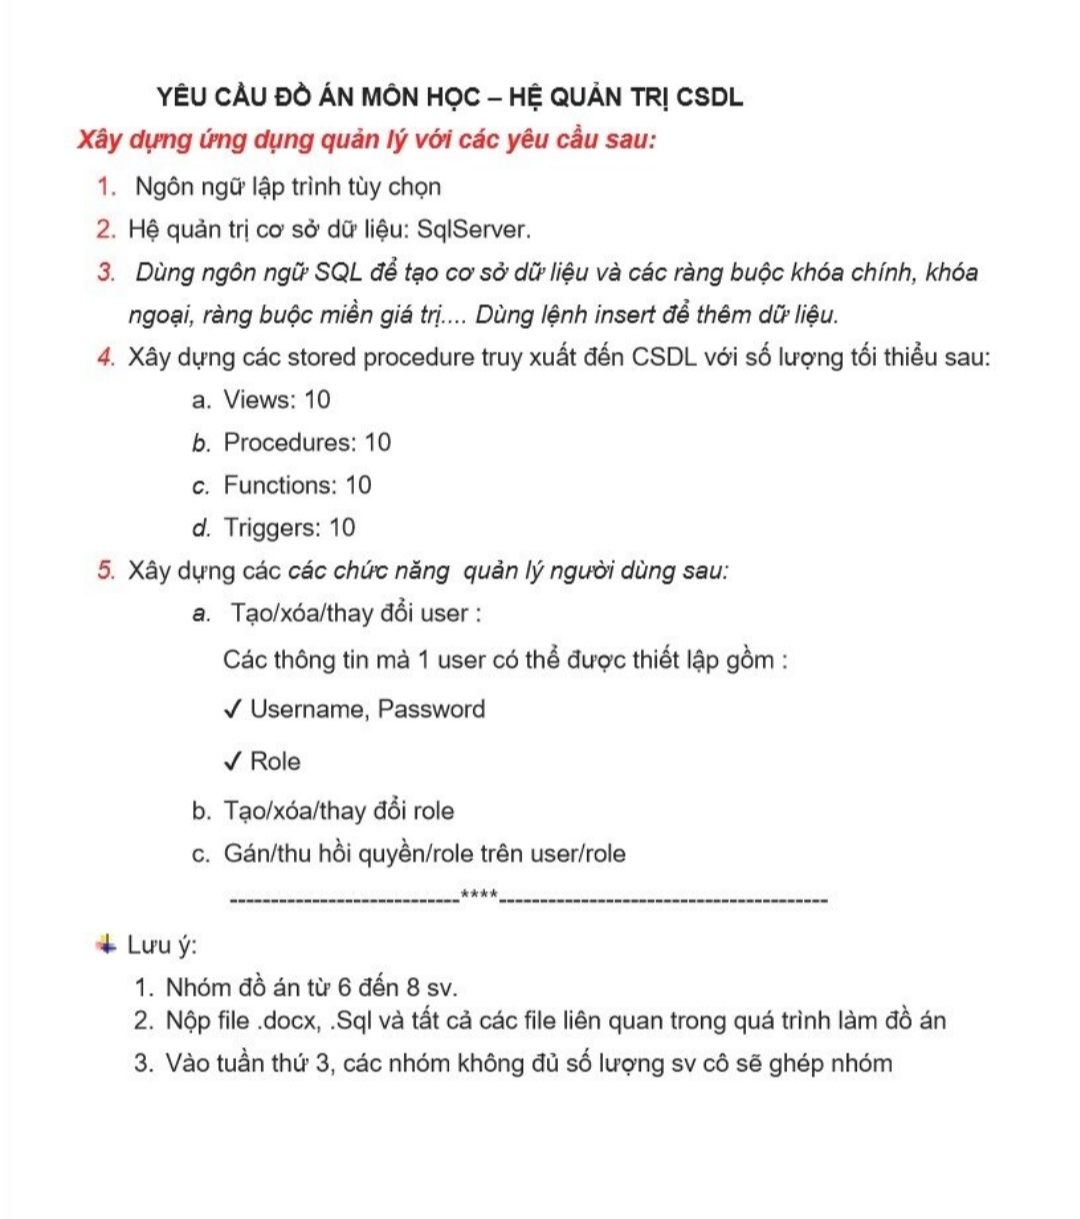 YÊU CẦU ĐỒ ÁN MÔN HỌC – HỆ QUẢN TRỊ CSDL
Xây dựng ứng dụng quản lý với các yêu cầu sau:
1. Ngôn ngữ lập trình tùy chọn
2. Hệ quản trị cơ sở dữ liệu: SqlServer.
3. Dùng ngôn ngữ SQL để tạo cơ sở dữ liệu và các ràng buộc khóa chính, khóa
ngoại, ràng buộc miền giá trị.... Dùng lệnh insert để thêm dữ liệu.
4. Xây dựng các stored procedure truy xuất đến CSDL với số lượng tối thiểu sau:
a. Views: 10
b. Procedures: 10
c. Functions: 10
d. Triggers: 10
5. Xây dựng các các chức năng quản lý người dùng sau:
a. Tạo/xóa/thay đổi user :
Các thông tin mà 1 user có thể được thiết lập gồm :
✓ Username, Password
✓ Role
b. Tạo/xóa/thay đổi role
c. Gán/thu hồi quyền/role trên user/role
----------------------------****----------------------------------------
Lưu ý:
1. Nhóm đồ án từ 6 đến 8 sv.
2. Nộp file .docx, .Sql và tất cả các file liên quan trong quá trình làm đồ án
3. Vào tuần thứ 3, các nhóm không đủ số lượng sv cô sẽ ghép nhóm